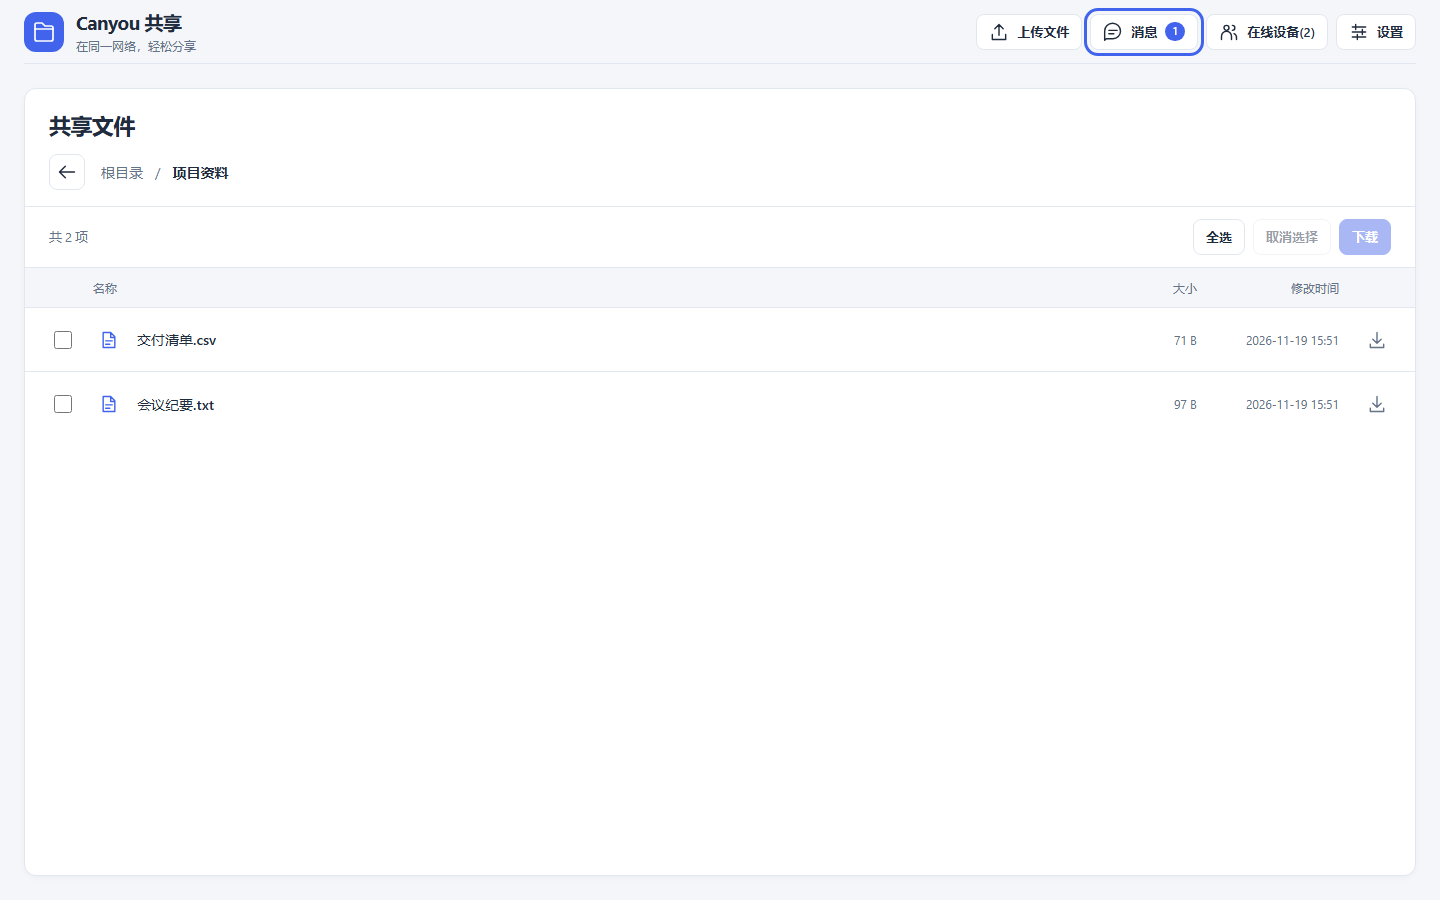 Canyou 共享
在同一网络，轻松分享
上传文件
消息 1
在线设备(2)
设置
共享文件
根目录 / 项目资料
共 2 项
全选
取消选择
下载
名称 大小 修改时间
交付清单.csv 71 B 2026-11-19 15:51
会议纪要.txt 97 B 2026-11-19 15:51